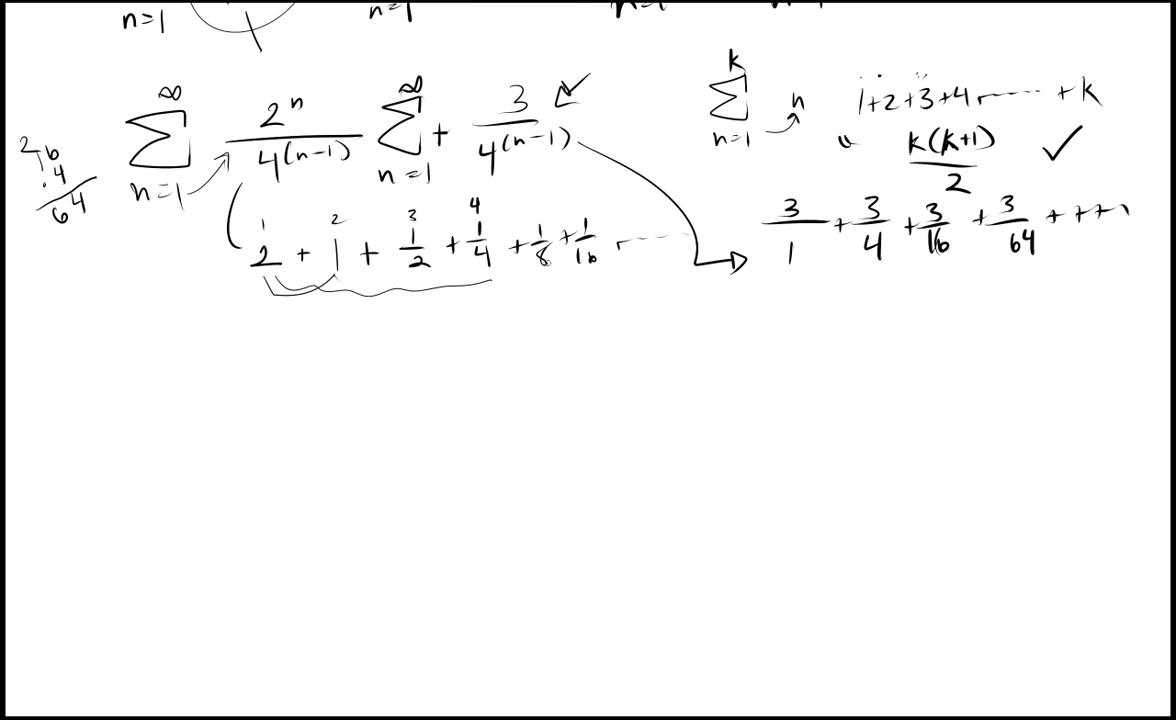 n=1 n=1 n=1
∞ ∞ k
∑ 2^n / 4^(n-1) ∑ + 3 / 4^(n-1) ✓
n=1 n=1
∑ n 1+2+3+4 ------ + k
n=1 " k(k+1) / 2 ✓
16
.4
64
1 2 3 4
2 + 1 + 1/2 + 1/4 + 1/8 + 1/16 ------
3/1 + 3/4 + 3/16 + 3/64 + + + +